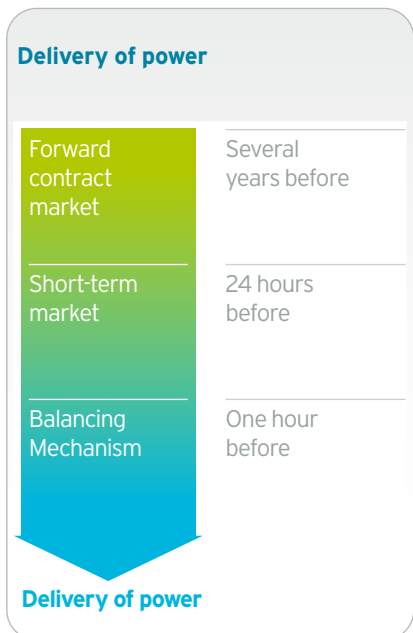 Delivery of power
Forward
contract
market
Several
years before
Short-term
market
24 hours
before
Balancing
Mechanism
One hour
before
Delivery of power